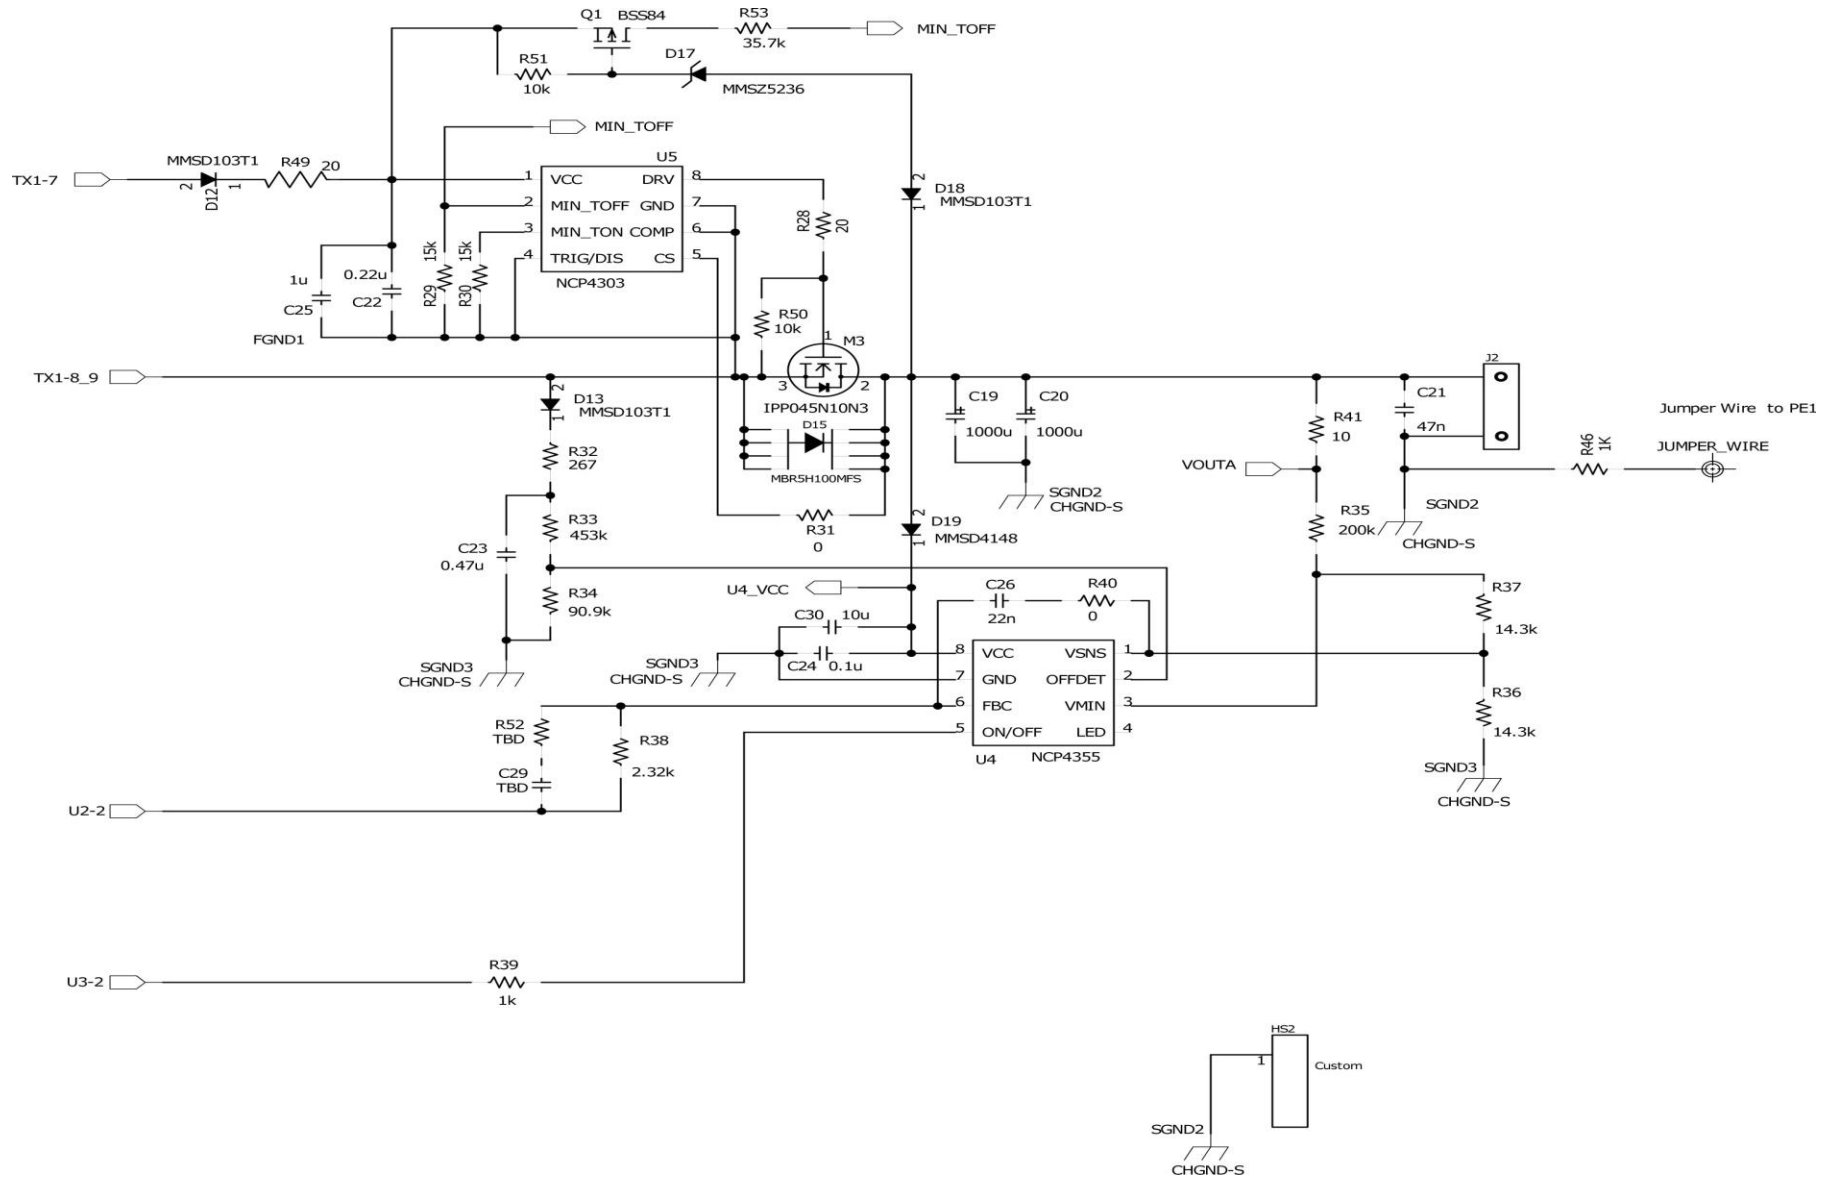 Q1 BSS84
R53
35.7k
MIN_TOFF
R51
10k
D17
MMSZ5236
MIN_TOFF
TX1-7
MMSD103T1
2
D12
1
R49
20
U5
1 VCC DRV 8
2 MIN_TOFF GND 7
3 MIN_TON COMP 6
4 TRIG/DIS CS 5
NCP4303
R28
20
2
D18
1
MMSD103T1
1u
C25
0.22u
C22
15k
R29
15k
R30
FGND1
R50
10k
1
M3
3
2
IPP045N10N3
TX1-8_9
2
D13
1
MMSD103T1
D15
MBR5H100MFS
C19
1000u
C20
1000u
SGND2
CHGND-S
R41
10
C21
47n
J2
Jumper Wire to PE1
JUMPER_WIRE
R46
1K
VOUTA
SGND2
CHGND-S
R32
267
R33
453k
C23
0.47u
R34
90.9k
SGND3
CHGND-S
R31
0
2
D19
1
MMSD4148
R35
200k
U4_VCC
C26
22n
R40
0
R37
14.3k
C30 10u
C24 0.1u
SGND3
CHGND-S
8 VCC VSNS 1
7 GND OFFDET 2
6 FBC VMIN 3
5 ON/OFF LED 4
U4
NCP4355
R36
14.3k
SGND3
CHGND-S
R52
TBD
R38
2.32k
C29
TBD
U2-2
U3-2
R39
1k
HS2
1
Custom
SGND2
CHGND-S